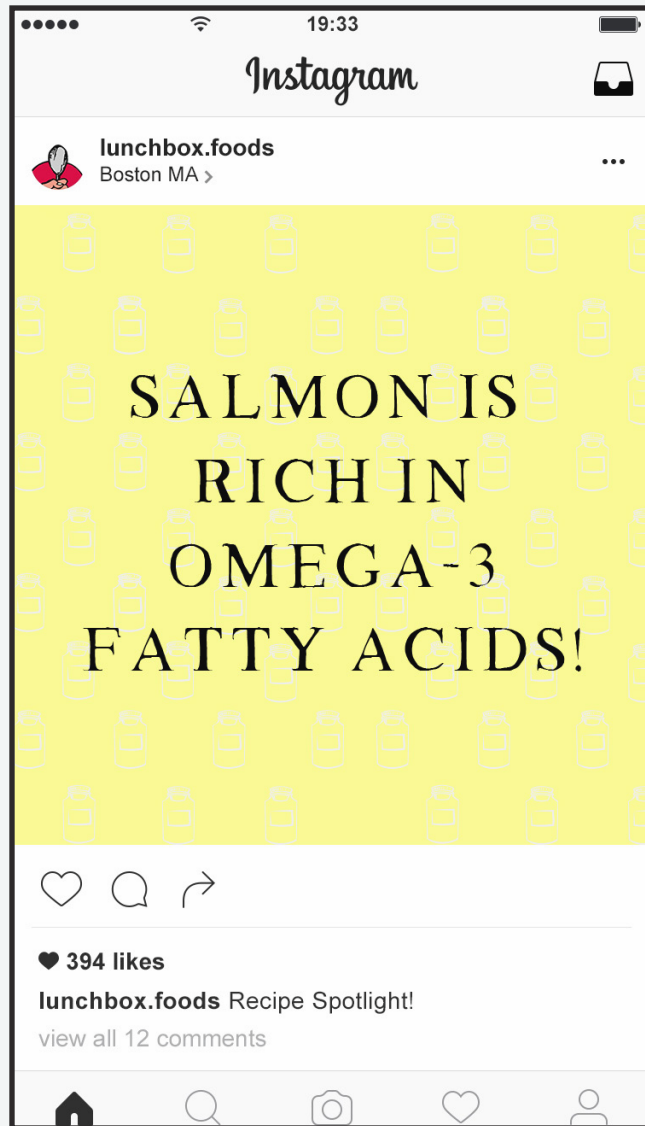 19:33
Instagram
lunchbox.foods
Boston MA >
SALMON IS
RICH IN
OMEGA-3
FATTY ACIDS!
394 likes
lunchbox.foods Recipe Spotlight!
view all 12 comments